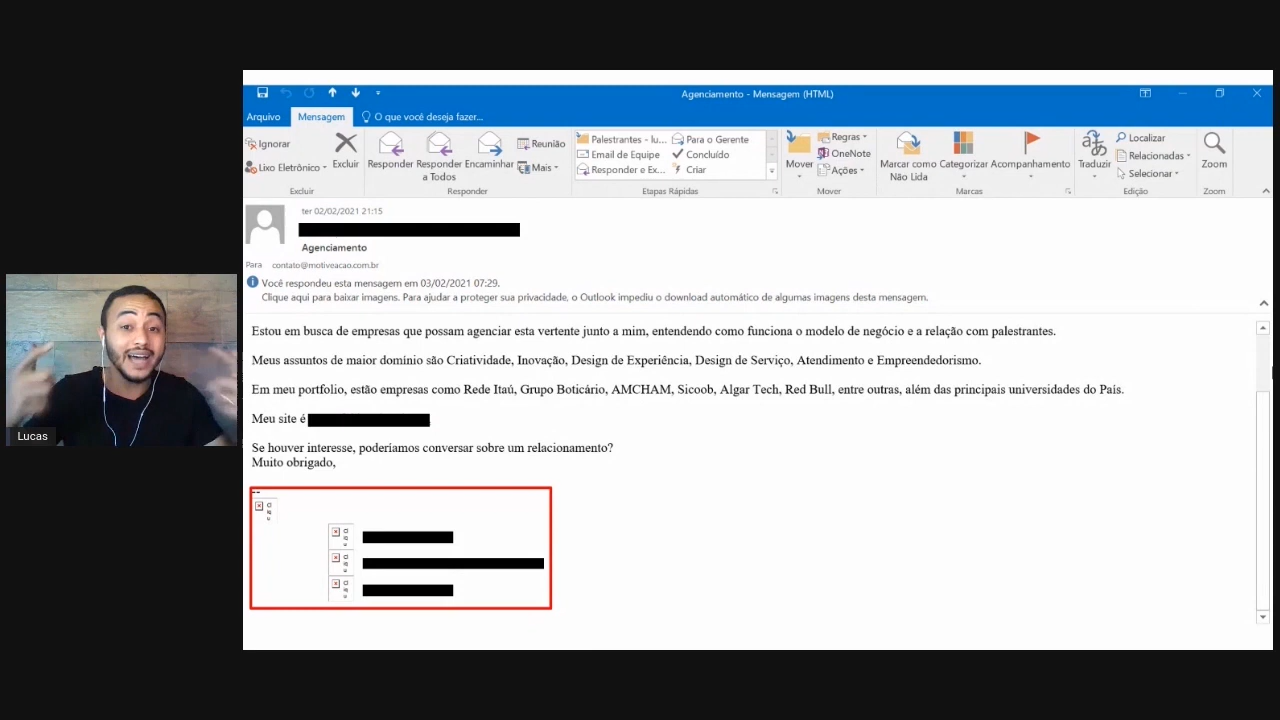 Agenciamento - Mensagem (HTML)
Arquivo Mensagem O que você deseja fazer...
Ignorar
Lixo Eletrônico
Excluir
Responder
Responder a Todos
Encaminhar
Reunião
Mais
Palestrantes - lu...
Para o Gerente
Email de Equipe
Concluído
Responder e Ex...
Criar
Mover
Regras
OneNote
Ações
Marcar como Não Lida
Categorizar
Acompanhamento
Traduzir
Localizar
Relacionadas
Selecionar
Zoom
Excluir Responder Etapas Rápidas Mover Marcas Edição Zoom
ter 02/02/2021 21:15
Agenciamento
Para contato@motiveacao.com.br
Você respondeu esta mensagem em 03/02/2021 07:29.
Clique aqui para baixar imagens. Para ajudar a proteger sua privacidade, o Outlook impediu o download automático de algumas imagens desta mensagem.
Estou em busca de empresas que possam agenciar esta vertente junto a mim, entendendo como funciona o modelo de negócio e a relação com palestrantes.
Meus assuntos de maior domínio são Criatividade, Inovação, Design de Experiência, Design de Serviço, Atendimento e Empreendedorismo.
Em meu portfolio, estão empresas como Rede Itaú, Grupo Boticário, AMCHAM, Sicoob, Algar Tech, Red Bull, entre outras, além das principais universidades do País.
Meu site é
Se houver interesse, poderíamos conversar sobre um relacionamento?
Muito obrigado,
--
Lucas